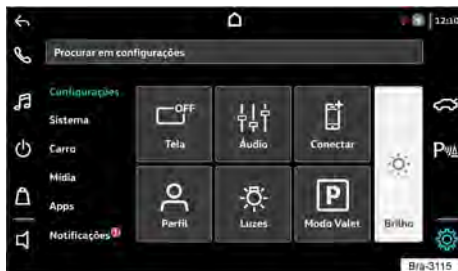 12:10
Procurar em configurações
Configurações
Sistema
Carro
Mídia
Apps
Notificações
OFF
Tela
Áudio
Conectar
Perfil
Luzes
P
Modo Valet
Brilho
P
Bra-3115